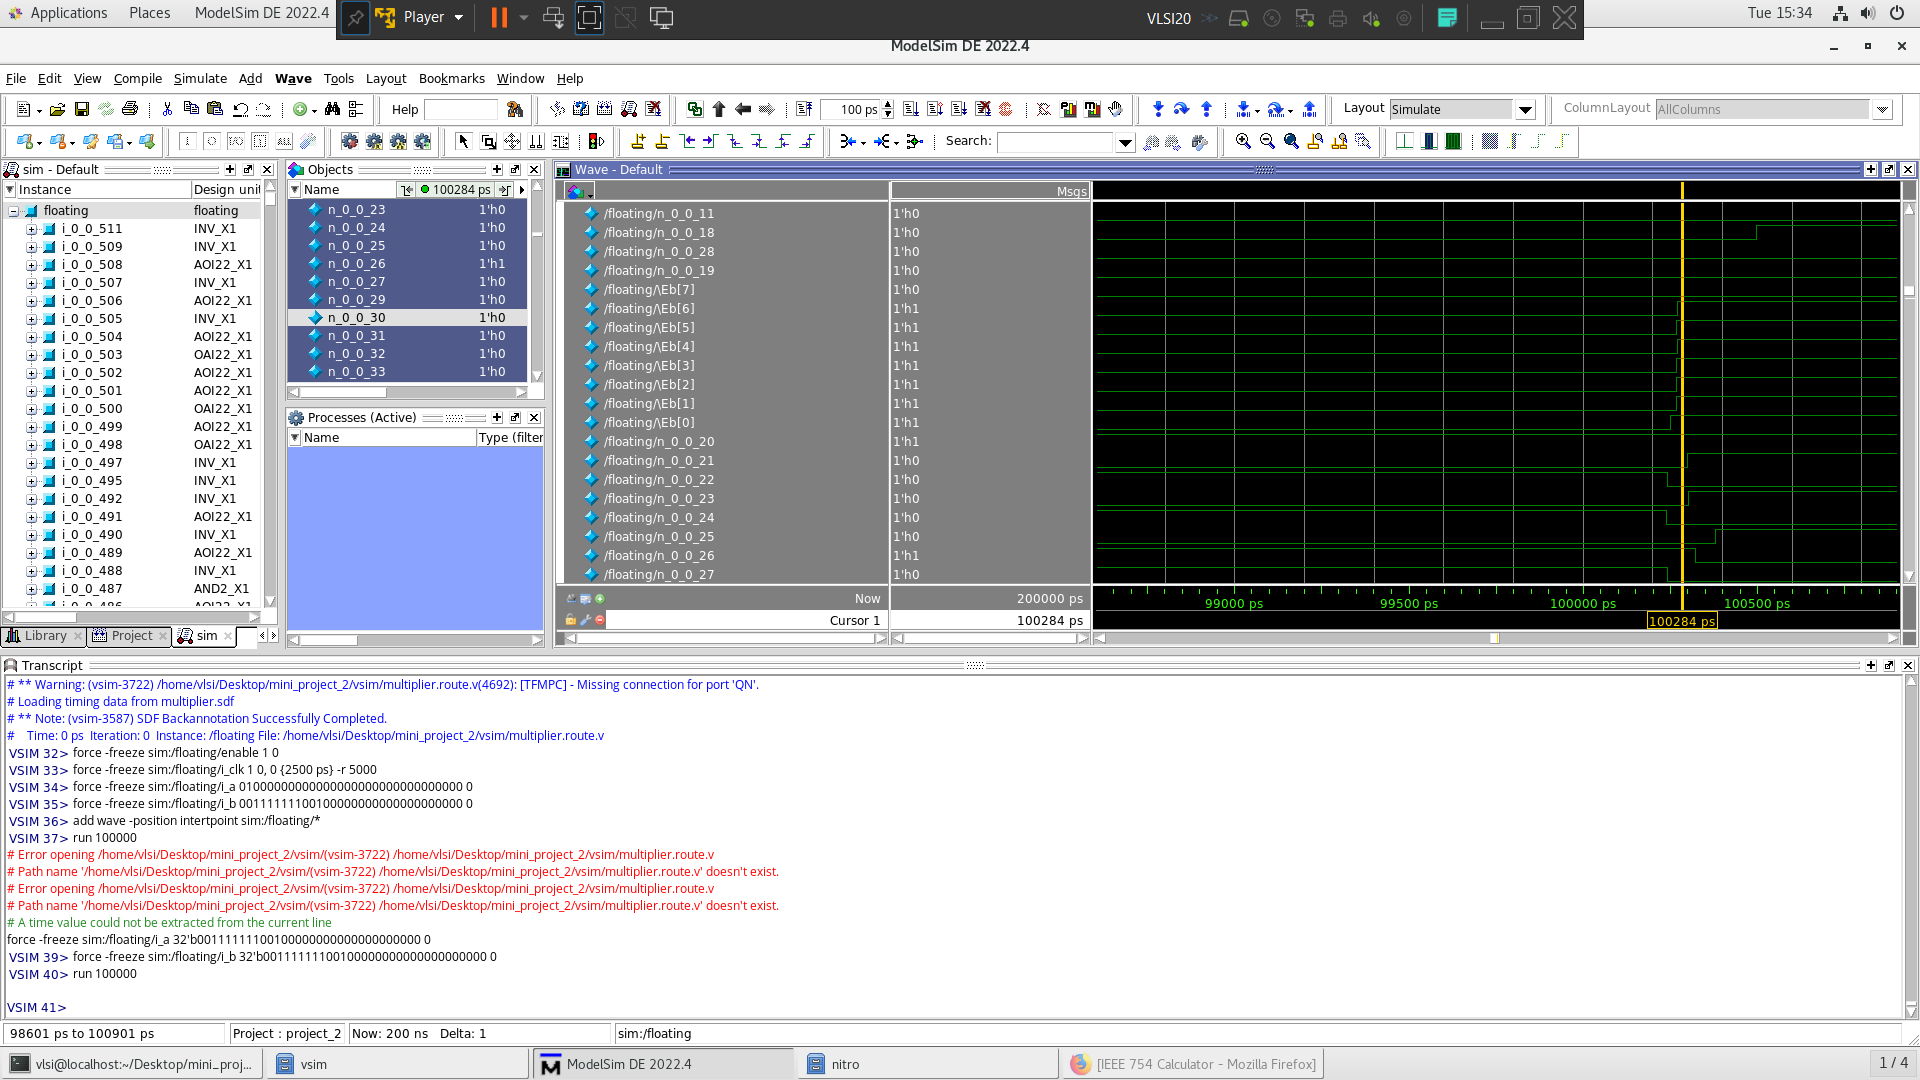 Applications Places ModelSim DE 2022.4 Player VLSI20 Tue 15:34
ModelSim DE 2022.4
File Edit View Compile Simulate Add Wave Tools Layout Bookmarks Window Help
Help 100 ps Layout Simulate ColumnLayout AllColumns
Search:
sim - Default
Instance Design unit
floating floating
i_0_0_511 INV_X1
i_0_0_509 INV_X1
i_0_0_508 AOI22_X1
i_0_0_507 INV_X1
i_0_0_506 AOI22_X1
i_0_0_505 INV_X1
i_0_0_504 AOI22_X1
i_0_0_503 OAI22_X1
i_0_0_502 AOI22_X1
i_0_0_501 AOI22_X1
i_0_0_500 OAI22_X1
i_0_0_499 AOI22_X1
i_0_0_498 OAI22_X1
i_0_0_497 INV_X1
i_0_0_495 INV_X1
i_0_0_492 INV_X1
i_0_0_491 AOI22_X1
i_0_0_490 INV_X1
i_0_0_489 AOI22_X1
i_0_0_488 INV_X1
i_0_0_487 AND2_X1
i_0_0_486 AOI22_X1
Library Project sim
Objects
Name 100284 ps
n_0_0_23 1'h0
n_0_0_24 1'h0
n_0_0_25 1'h0
n_0_0_26 1'h1
n_0_0_27 1'h0
n_0_0_29 1'h0
n_0_0_30 1'h0
n_0_0_31 1'h0
n_0_0_32 1'h0
n_0_0_33 1'h0
Processes (Active)
Name Type (filter
Wave - Default
Msgs
/floating/n_0_0_11 1'h0
/floating/n_0_0_18 1'h0
/floating/n_0_0_28 1'h0
/floating/n_0_0_19 1'h0
/floating/\Eb[7] 1'h0
/floating/\Eb[6] 1'h1
/floating/\Eb[5] 1'h1
/floating/\Eb[4] 1'h1
/floating/\Eb[3] 1'h1
/floating/\Eb[2] 1'h1
/floating/\Eb[1] 1'h1
/floating/\Eb[0] 1'h1
/floating/n_0_0_20 1'h1
/floating/n_0_0_21 1'h0
/floating/n_0_0_22 1'h0
/floating/n_0_0_23 1'h0
/floating/n_0_0_24 1'h0
/floating/n_0_0_25 1'h0
/floating/n_0_0_26 1'h1
/floating/n_0_0_27 1'h0
Now 200000 ps 99000 ps 99500 ps 100000 ps 100500 ps
Cursor 1 100284 ps 100284 ps
Transcript
# ** Warning: (vsim-3722) /home/vlsi/Desktop/mini_project_2/vsim/multiplier.route.v(4692): [TFMPC] - Missing connection for port 'QN'.
# Loading timing data from multiplier.sdf
# ** Note: (vsim-3587) SDF Backannotation Successfully Completed.
# Time: 0 ps Iteration: 0 Instance: /floating File: /home/vlsi/Desktop/mini_project_2/vsim/multiplier.route.v
VSIM 32> force -freeze sim:/floating/enable 1 0
VSIM 33> force -freeze sim:/floating/i_clk 1 0, 0 {2500 ps} -r 5000
VSIM 34> force -freeze sim:/floating/i_a 01000000000000000000000000000000 0
VSIM 35> force -freeze sim:/floating/i_b 00111111100100000000000000000000 0
VSIM 36> add wave -position intertpoint sim:/floating/*
VSIM 37> run 100000
# Error opening /home/vlsi/Desktop/mini_project_2/vsim/(vsim-3722) /home/vlsi/Desktop/mini_project_2/vsim/multiplier.route.v
# Path name '/home/vlsi/Desktop/mini_project_2/vsim/(vsim-3722) /home/vlsi/Desktop/mini_project_2/vsim/multiplier.route.v' doesn't exist.
# Error opening /home/vlsi/Desktop/mini_project_2/vsim/(vsim-3722) /home/vlsi/Desktop/mini_project_2/vsim/multiplier.route.v
# Path name '/home/vlsi/Desktop/mini_project_2/vsim/(vsim-3722) /home/vlsi/Desktop/mini_project_2/vsim/multiplier.route.v' doesn't exist.
# A time value could not be extracted from the current line
force -freeze sim:/floating/i_a 32'b00111111100100000000000000000000 0
VSIM 39> force -freeze sim:/floating/i_b 32'b00111111100100000000000000000000 0
VSIM 40> run 100000
VSIM 41>
98601 ps to 100901 ps Project : project_2 Now: 200 ns Delta: 1 sim:/floating
vlsi@localhost:~/Desktop/mini_proj... vsim ModelSim DE 2022.4 nitro [IEEE 754 Calculator - Mozilla Firefox] 1 / 4